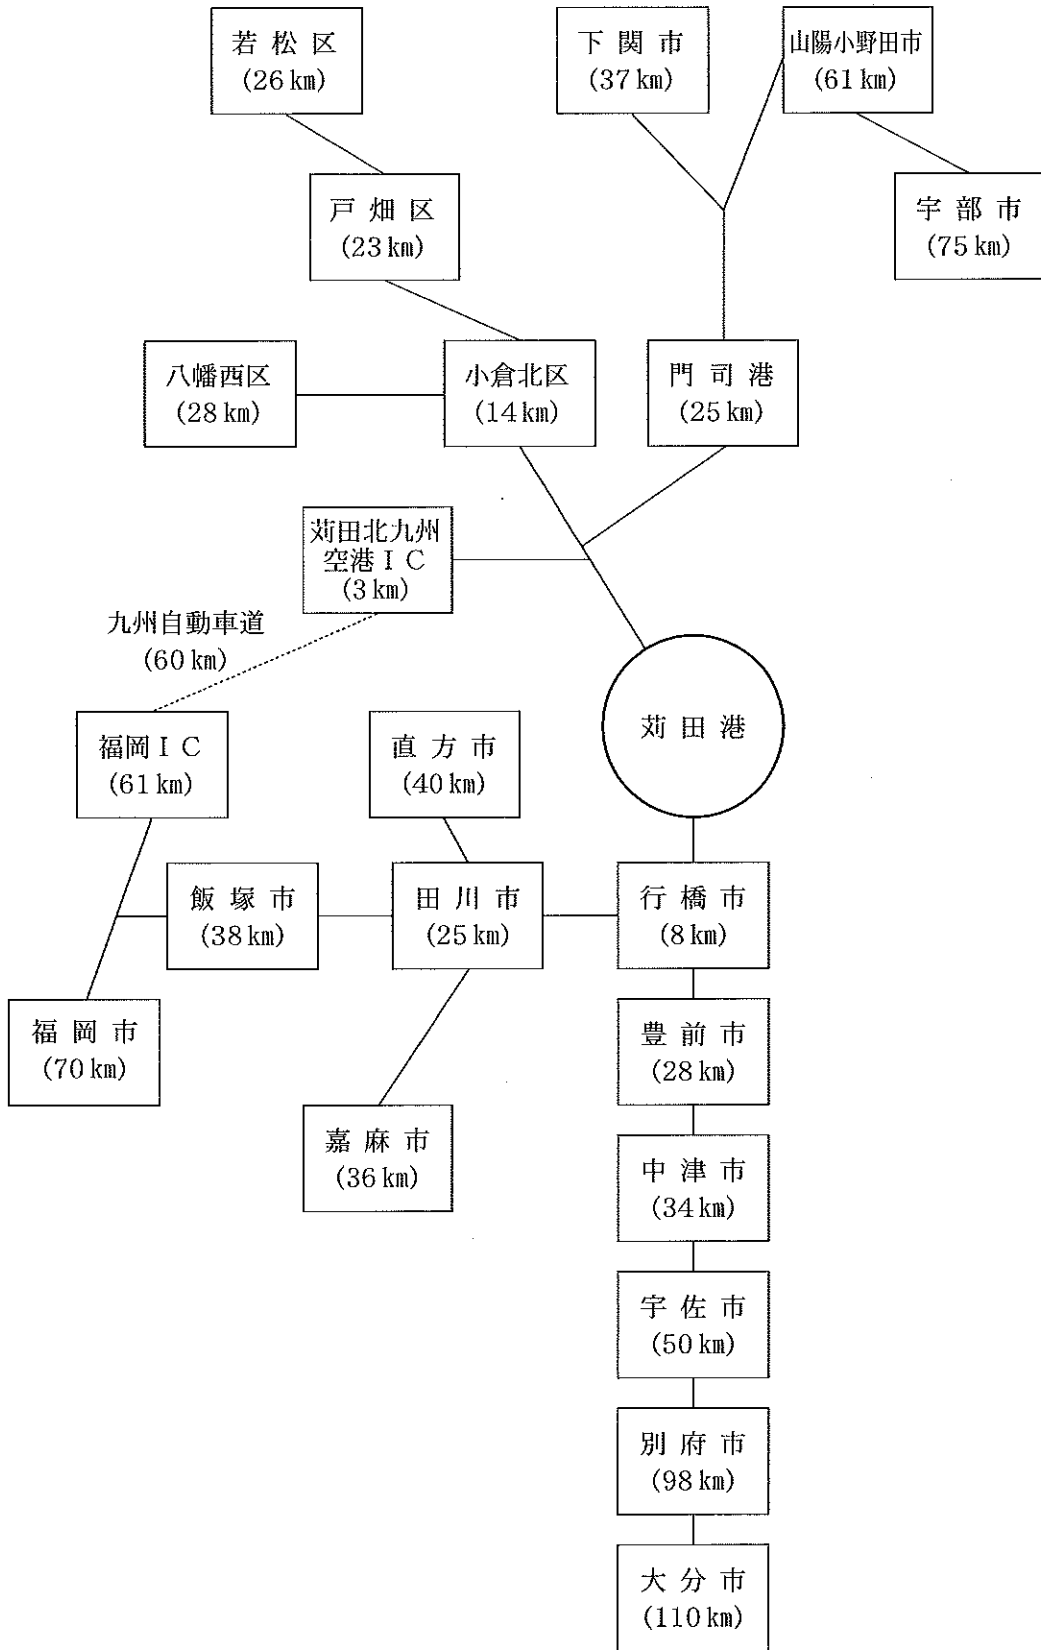 若松区
(26km)
下関市
(37km)
山陽小野田市
(61km)
戸畑区
(23km)
宇部市
(75km)
八幡西区
(28km)
小倉北区
(14km)
門司港
(25km)
苅田北九州
空港IC
(3km)
九州自動車道
(60km)
苅田港
福岡IC
(61km)
直方市
(40km)
飯塚市
(38km)
田川市
(25km)
行橋市
(8km)
福岡市
(70km)
豊前市
(28km)
嘉麻市
(36km)
中津市
(34km)
宇佐市
(50km)
別府市
(98km)
大分市
(110km)